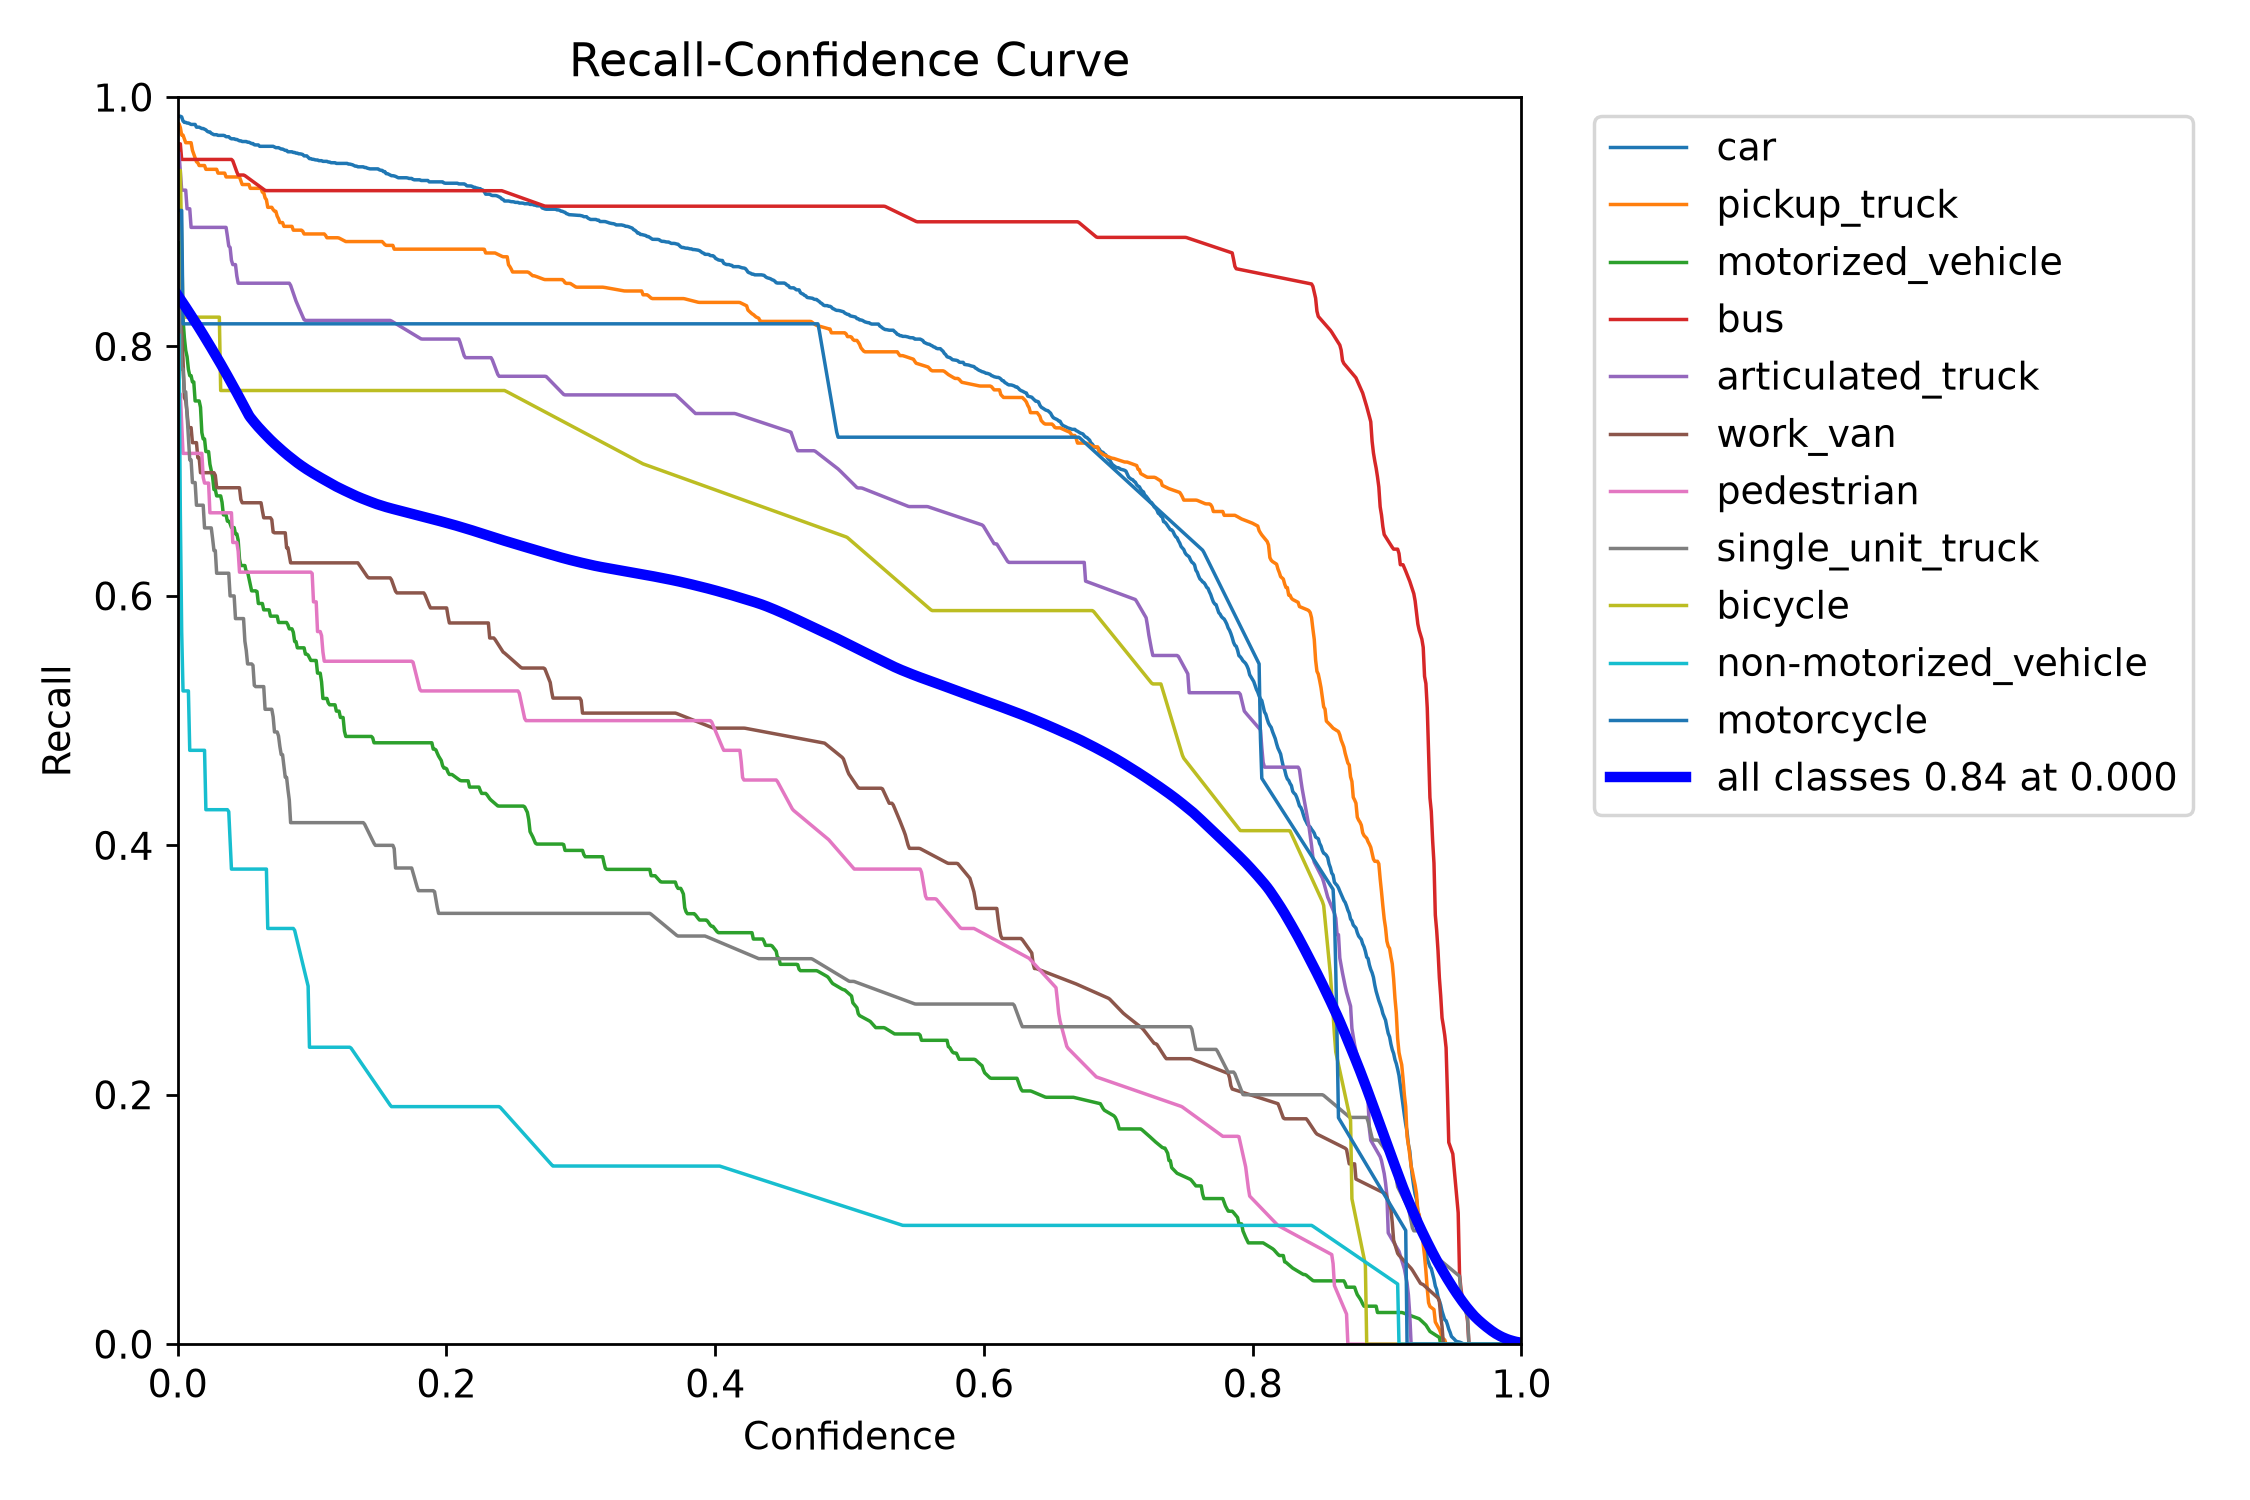 Recall-Confidence Curve
1.0
0.8
0.6
0.4
0.2
0.0
Recall
0.0 0.2 0.4 0.6 0.8 1.0
Confidence
car
pickup_truck
motorized_vehicle
bus
articulated_truck
work_van
pedestrian
single_unit_truck
bicycle
non-motorized_vehicle
motorcycle
all classes 0.84 at 0.000